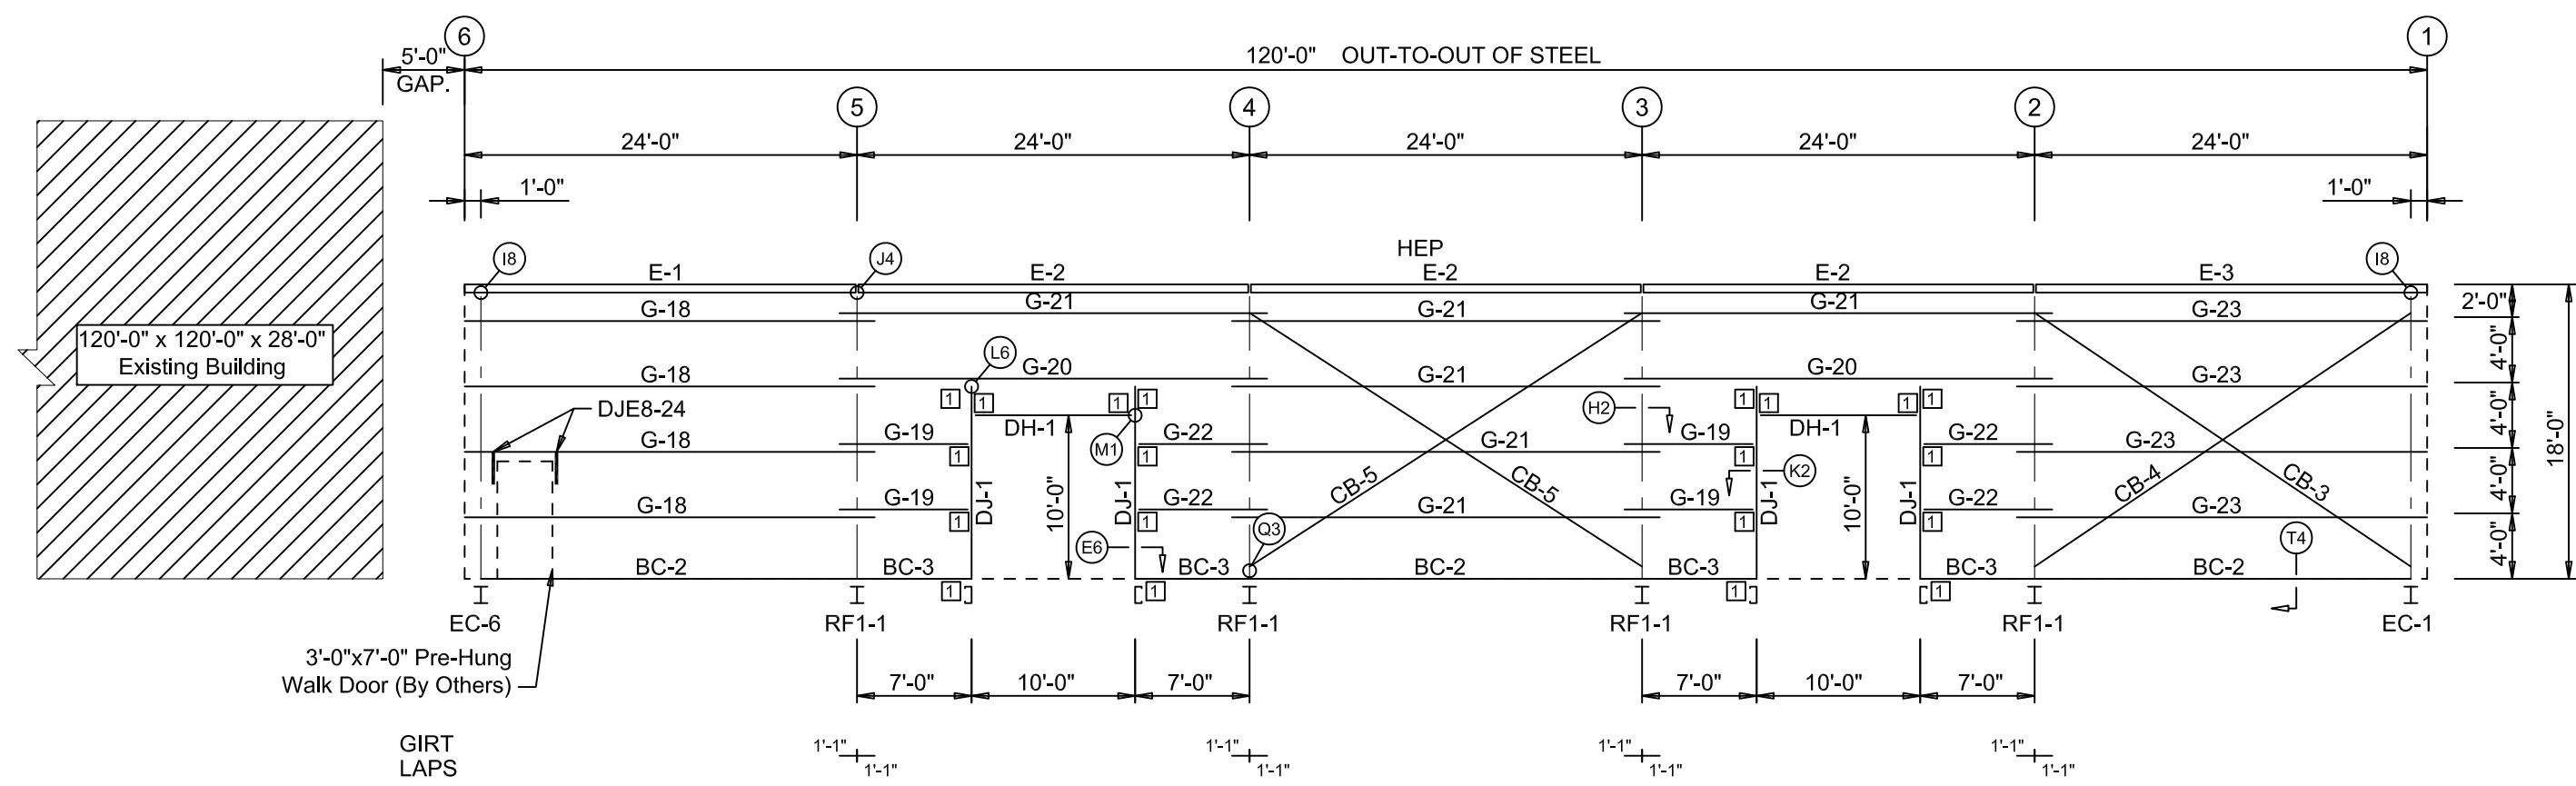 6
1
5'-0"
GAP.
120'-0" OUT-TO-OUT OF STEEL
5
4
3
2
24'-0"
24'-0"
24'-0"
24'-0"
24'-0"
1'-0"
1'-0"
HEP
I8
J4
I8
E-1
E-2
E-2
E-2
E-3
G-18
G-21
G-21
G-21
G-23
2'-0"
120'-0" x 120'-0" x 28'-0"
Existing Building
L6
G-18
G-20
G-21
G-20
G-23
4'-0"
18'-0"
1
1
1
1
1
1
1
1
DJE8-24
DH-1
M1
H2
DH-1
4'-0"
G-18
G-19
G-22
G-21
G-19
G-22
G-23
1
1
1
1
K2
CB-5
CB-5
CB-4
CB-3
4'-0"
G-18
G-19
DJ-1
10'-0"
DJ-1
G-22
G-21
G-19
DJ-1
10'-0"
DJ-1
G-22
G-23
1
1
1
1
Q3
E6
T4
4'-0"
BC-2
BC-3
BC-3
BC-2
BC-3
BC-3
BC-2
1
1
1
1
EC-6
RF1-1
RF1-1
RF1-1
RF1-1
EC-1
3'-0"x7'-0" Pre-Hung
Walk Door (By Others)
7'-0"
10'-0"
7'-0"
7'-0"
10'-0"
7'-0"
GIRT
LAPS
1'-1"
1'-1"
1'-1"
1'-1"
1'-1"
1'-1"
1'-1"
1'-1"